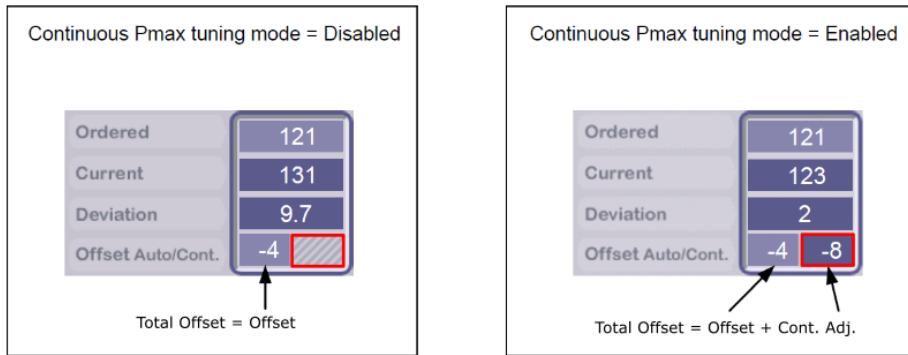 Continuous Pmax tuning mode = Disabled
Ordered 121
Current 131
Deviation 9.7
Offset Auto/Cont. -4
Total Offset = Offset
Continuous Pmax tuning mode = Enabled
Ordered 121
Current 123
Deviation 2
Offset Auto/Cont. -4 -8
Total Offset = Offset + Cont. Adj.